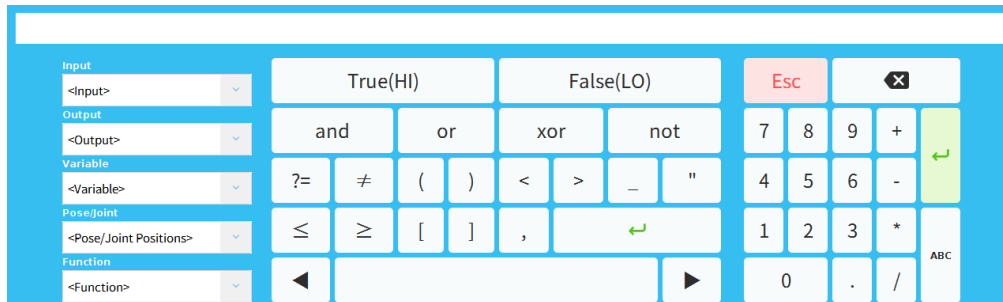 Input
<Input>
Output
<Output>
Variable
<Variable>
Pose/Joint
<Pose/Joint Positions>
Function
<Function>
True(HI) False(LO)
and or xor not
?= ≠ ( ) < > _ "
≤ ≥ [ ] ,
Esc
7 8 9 +
4 5 6 -
1 2 3 *
0 . /
ABC